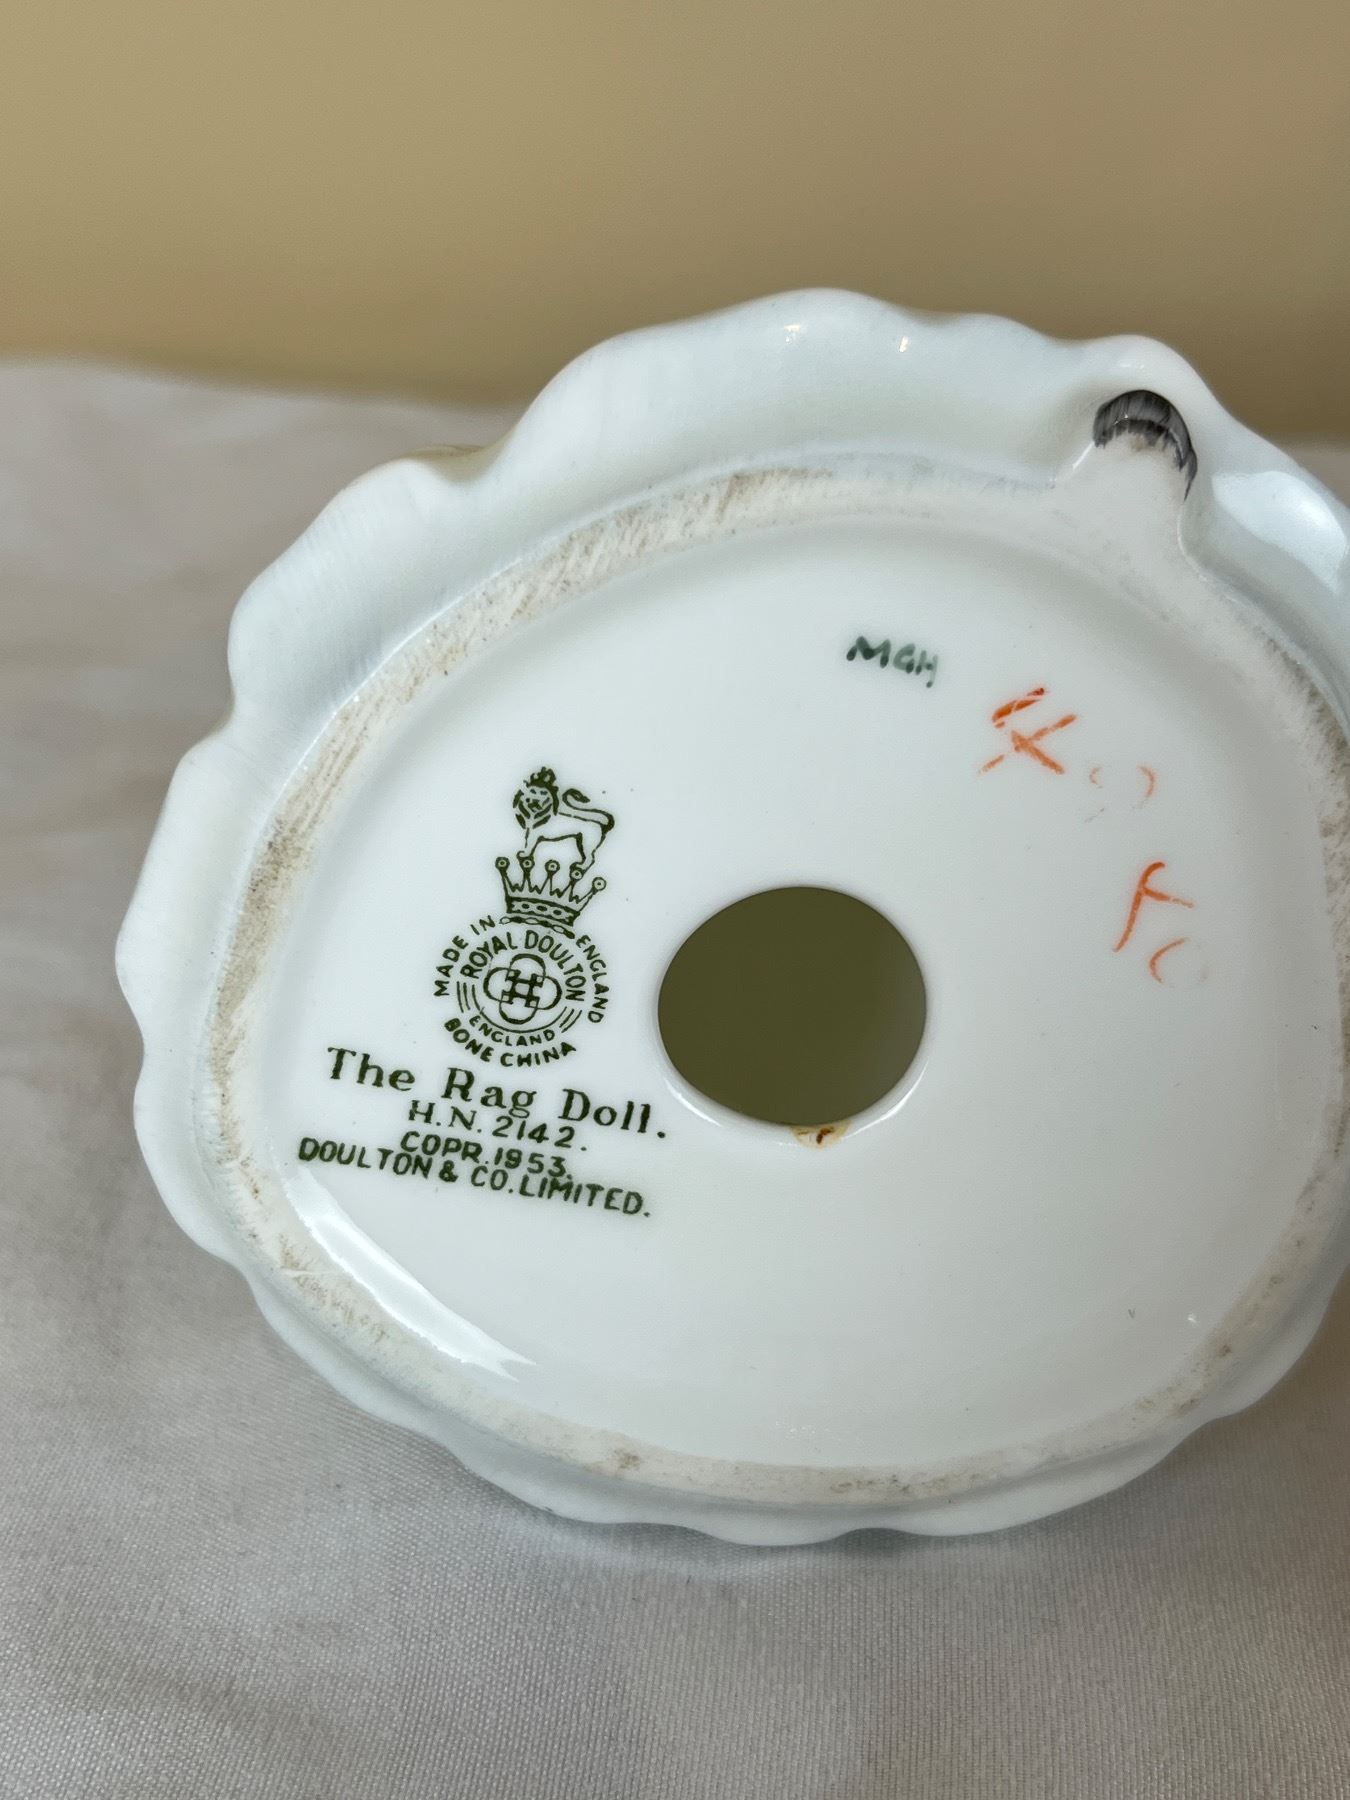 MGH
MADE IN ENGLAND
ROYAL DOULTON
ENGLAND
BONE CHINA
The Rag Doll.
H.N. 2142.
COPR. 1953.
DOULTON & CO. LIMITED.